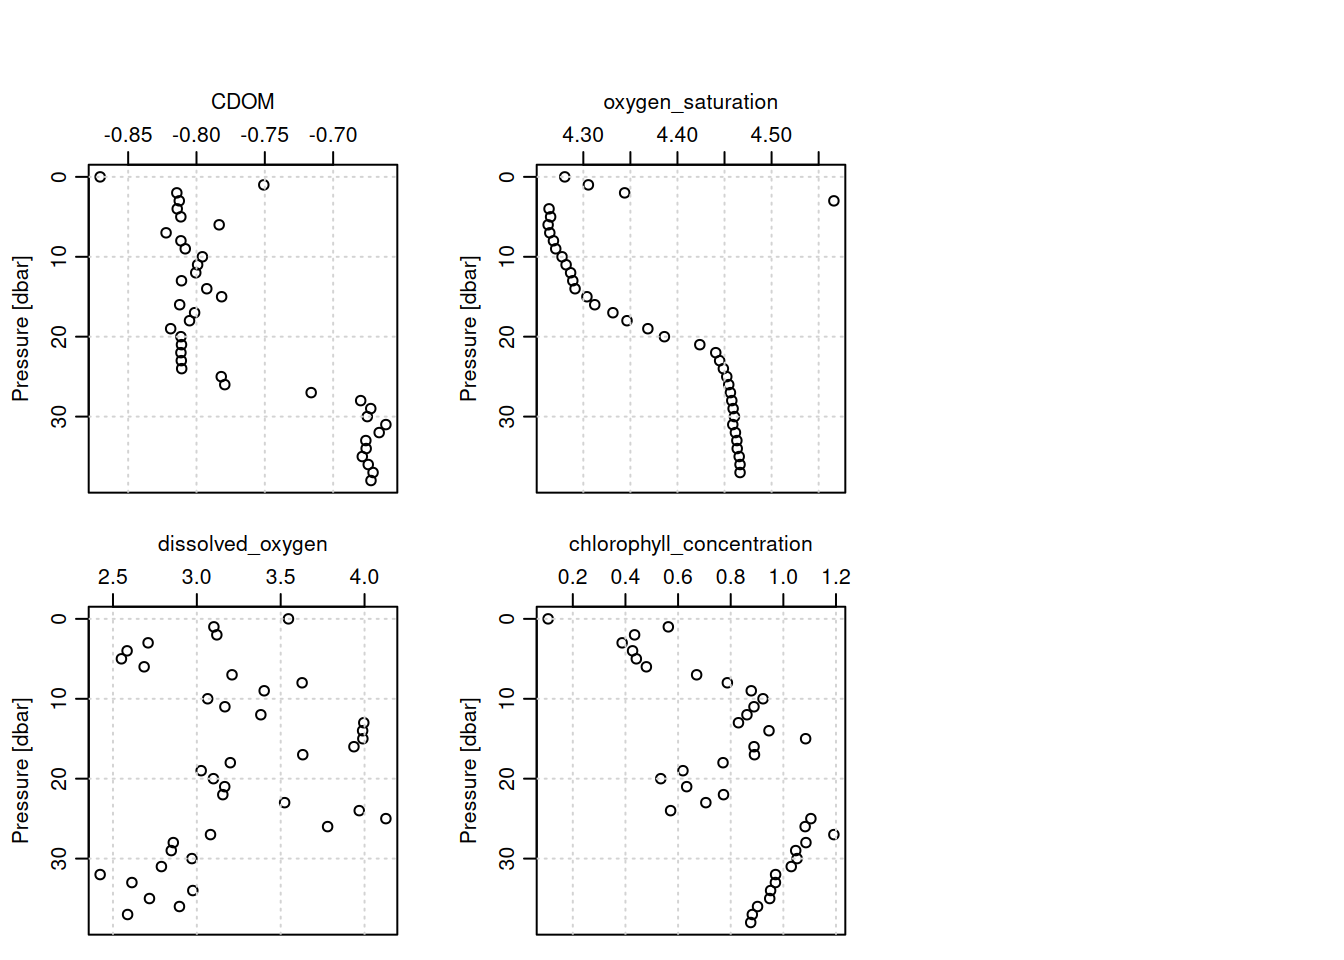 CDOM
-0.85 -0.80 -0.75 -0.70
0 10 20 30
Pressure [dbar]
oxygen_saturation
4.30 4.40 4.50
0 10 20 30
Pressure [dbar]
dissolved_oxygen
2.5 3.0 3.5 4.0
0 10 20 30
Pressure [dbar]
chlorophyll_concentration
0.2 0.4 0.6 0.8 1.0 1.2
0 10 20 30
Pressure [dbar]